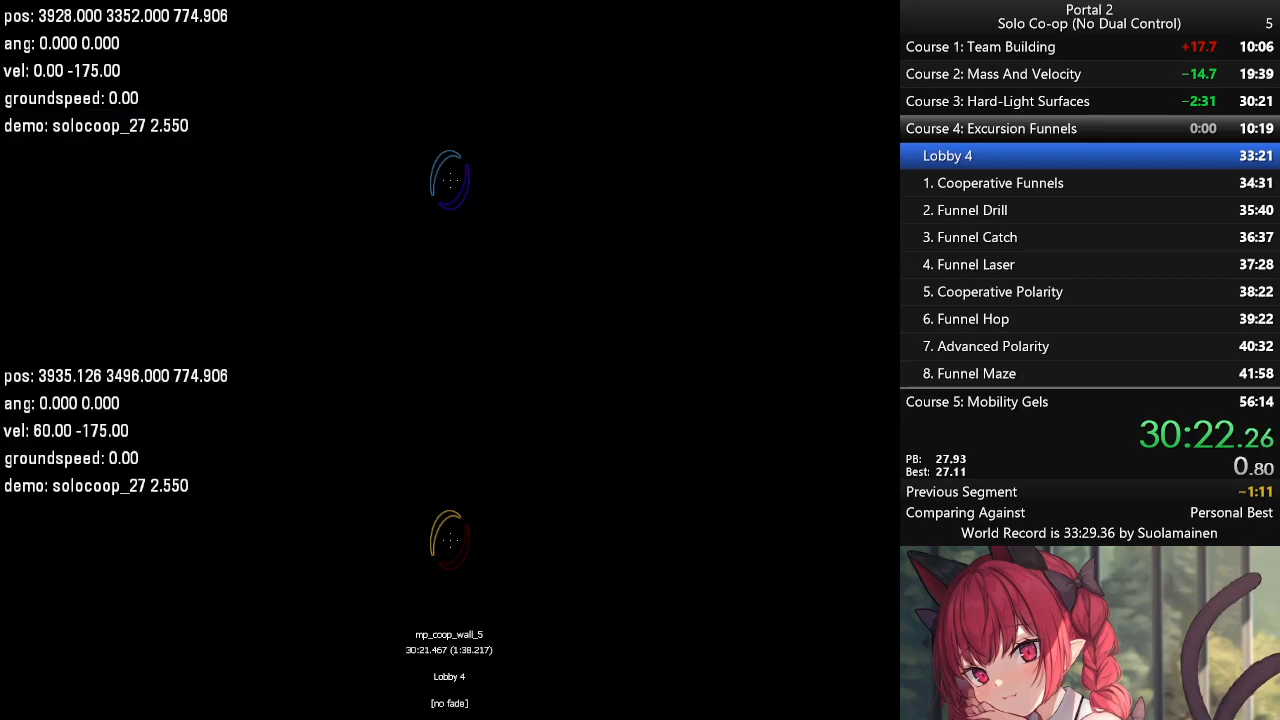 pos: 3928.000 3352.000 774.906
ang: 0.000 0.000
vel: 0.00 -175.00
groundspeed: 0.00
demo: solocoop_27 2.550
pos: 3935.126 3496.000 774.906
ang: 0.000 0.000
vel: 60.00 -175.00
groundspeed: 0.00
demo: solocoop_27 2.550
mp_coop_wall_5
30:21.467 (1:38.217)
Lobby 4
[no fade]
Portal 2
Solo Co-op (No Dual Control) 5
Course 1: Team Building +17.7 10:06
Course 2: Mass And Velocity −14.7 19:39
Course 3: Hard-Light Surfaces −2:31 30:21
Course 4: Excursion Funnels 0:00 10:19
Lobby 4 33:21
1. Cooperative Funnels 34:31
2. Funnel Drill 35:40
3. Funnel Catch 36:37
4. Funnel Laser 37:28
5. Cooperative Polarity 38:22
6. Funnel Hop 39:22
7. Advanced Polarity 40:32
8. Funnel Maze 41:58
Course 5: Mobility Gels 56:14
30:22.26
PB: 27.93
Best: 27.11
0.80
Previous Segment −1:11
Comparing Against Personal Best
World Record is 33:29.36 by Suolamainen